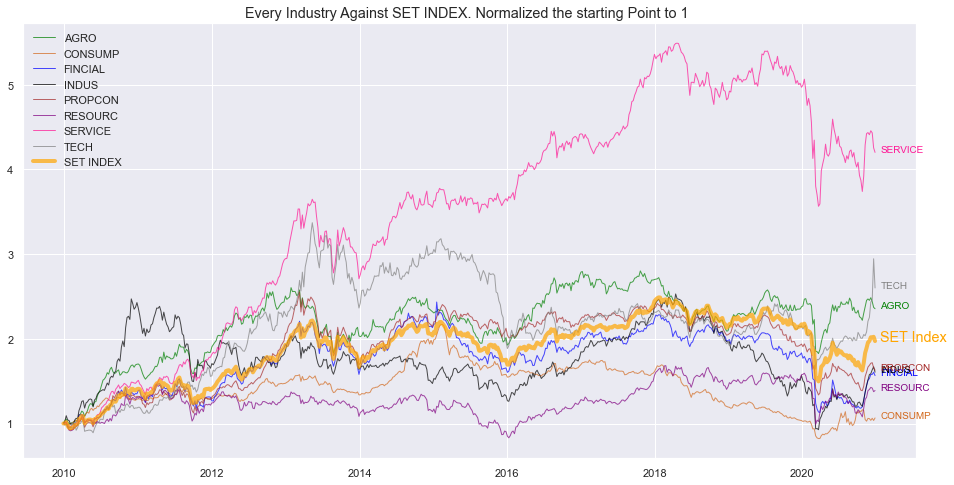 Every Industry Against SET INDEX. Normalized the starting Point to 1
AGRO
CONSUMP
FINCIAL
INDUS
PROPCON
RESOURC
SERVICE
TECH
SET INDEX
5
4
3
2
1
2010
2012
2014
2016
2018
2020
SERVICE
TECH
AGRO
SET Index
PROPCON
FINCIAL
RESOURC
CONSUMP